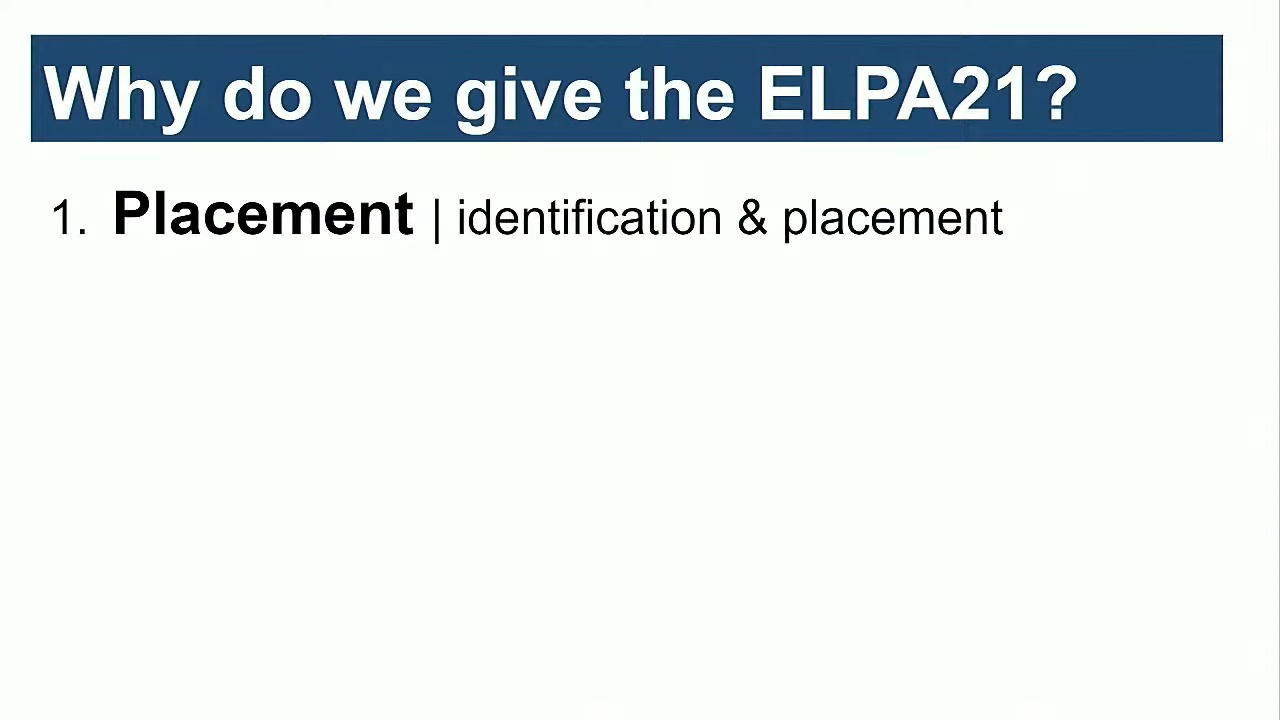 Why do we give the ELPA21?
1. Placement | identification & placement